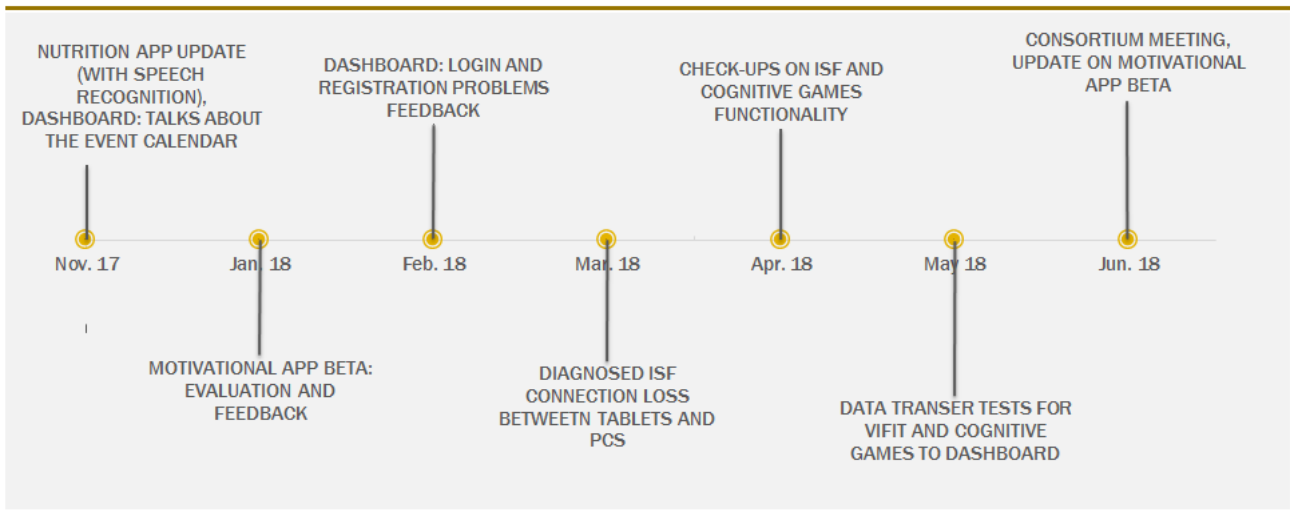 NUTRITION APP UPDATE
(WITH SPEECH
RECOGNITION),
DASHBOARD: TALKS ABOUT
THE EVENT CALENDAR
DASHBOARD: LOGIN AND
REGISTRATION PROBLEMS
FEEDBACK
CHECK-UPS ON ISF AND
COGNITIVE GAMES
FUNCTIONALITY
CONSORTIUM MEETING,
UPDATE ON MOTIVATIONAL
APP BETA
Nov. 17
Jan. 18
Feb. 18
Mar. 18
Apr. 18
May 18
Jun. 18
MOTIVATIONAL APP BETA:
EVALUATION AND
FEEDBACK
DIAGNOSED ISF
CONNECTION LOSS
BETWEETN TABLETS AND
PCS
DATA TRANSER TESTS FOR
VIFIT AND COGNITIVE
GAMES TO DASHBOARD